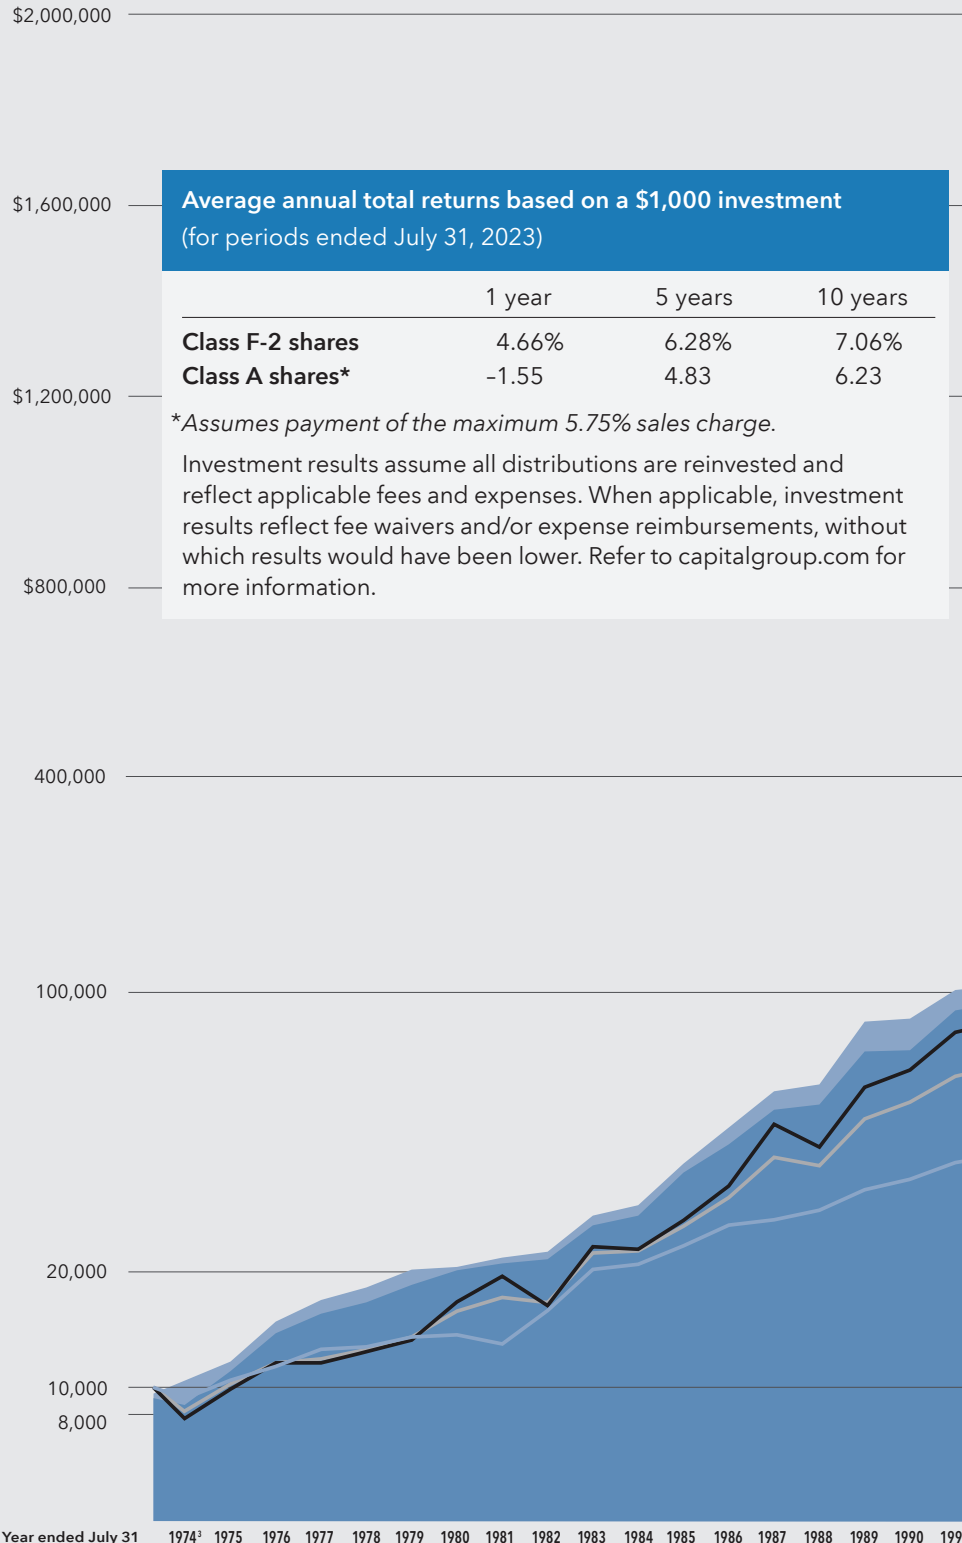 $2,000,000
$1,600,000
Average annual total returns based on a $1,000 investment
(for periods ended July 31, 2023)
1 year 5 years 10 years
Class F-2 shares 4.66% 6.28% 7.06%
Class A shares* –1.55 4.83 6.23
$1,200,000
*Assumes payment of the maximum 5.75% sales charge.
Investment results assume all distributions are reinvested and
reflect applicable fees and expenses. When applicable, investment
results reflect fee waivers and/or expense reimbursements, without
which results would have been lower. Refer to capitalgroup.com for
more information.
$800,000
400,000
100,000
20,000
10,000
8,000
Year ended July 31 1974³ 1975 1976 1977 1978 1979 1980 1981 1982 1983 1984 1985 1986 1987 1988 1989 1990 199